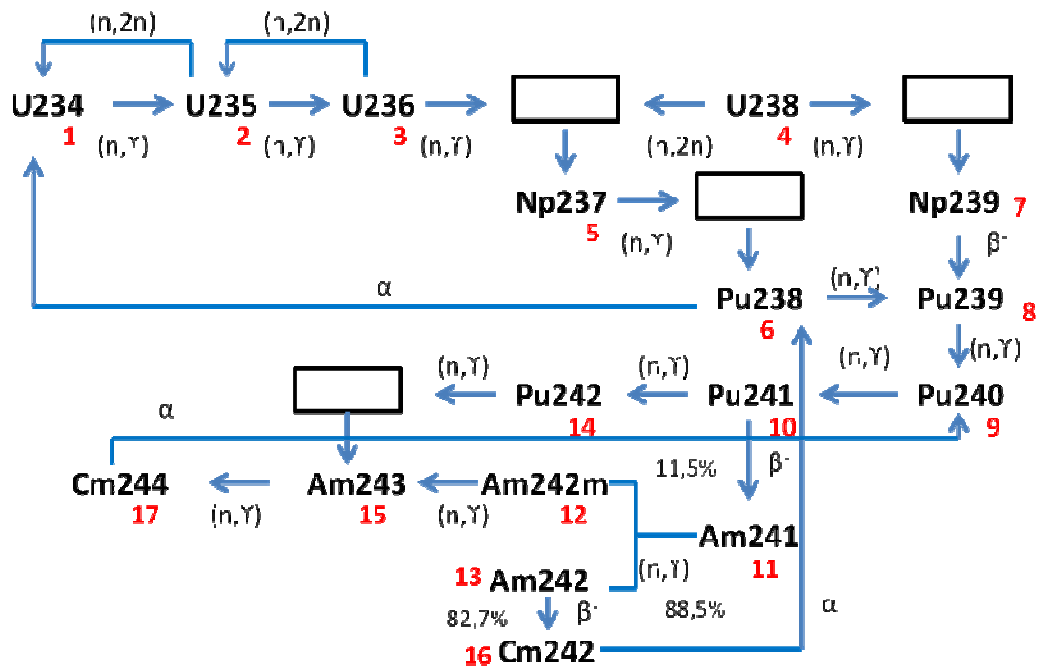 (n,2n) (n,2n)
U234 U235 U236 U238
1 (n,ϒ) 2 (n,ϒ) 3 (n,ϒ) (n,2n) 4 (n,ϒ)
Np237 Np239 7
5 (n,ϒ) β-
α Pu238 (n,ϒ) Pu239 8
6
(n,ϒ) (n,ϒ) (n,ϒ) (n,ϒ)
Pu242 Pu241 Pu240
α 14 10 9
11,5% β-
Cm244 Am243 Am242m
17 (n,ϒ) 15 (n,ϒ) 12
Am241
13 Am242 (n,ϒ) 11
82,7% β- 88,5% α
16 Cm242